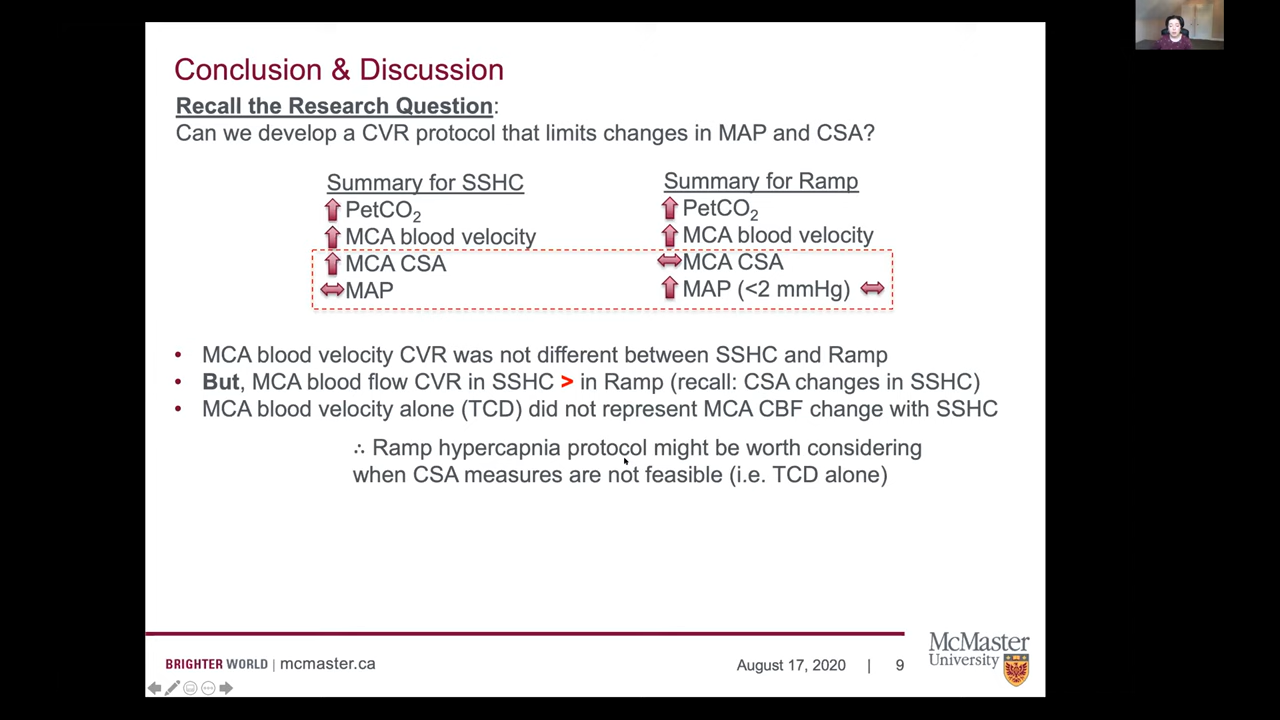 Conclusion & Discussion
Recall the Research Question:
Can we develop a CVR protocol that limits changes in MAP and CSA?
Summary for SSHC
PetCO₂
MCA blood velocity
MCA CSA
MAP
Summary for Ramp
PetCO₂
MCA blood velocity
MCA CSA
MAP (<2 mmHg)
• MCA blood velocity CVR was not different between SSHC and Ramp
• But, MCA blood flow CVR in SSHC > in Ramp (recall: CSA changes in SSHC)
• MCA blood velocity alone (TCD) did not represent MCA CBF change with SSHC
∴ Ramp hypercapnia protocol might be worth considering
when CSA measures are not feasible (i.e. TCD alone)
BRIGHTER WORLD | mcmaster.ca
August 17, 2020 | 9
McMaster
University